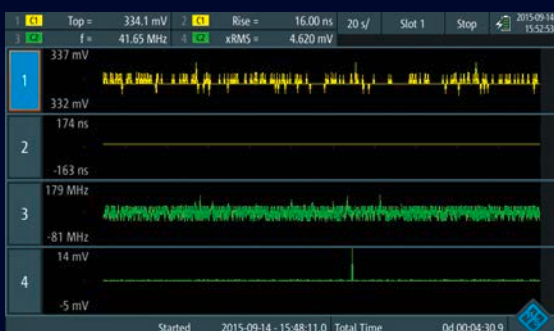 1 C1 Top = 334.1 mV 2 C1 Rise = 16.00 ns 20 s/ Slot 1 Stop 2015-09-14
3 C2 f = 41.65 MHz 4 C2 xRMS = 4.620 mV 15:52:53
337 mV
1
332 mV
174 ns
2
-163 ns
179 MHz
3
-81 MHz
14 mV
4
-5 mV
Started 2015-09-14 - 15:48:11.0 Total Time 0d 00:04:30.9